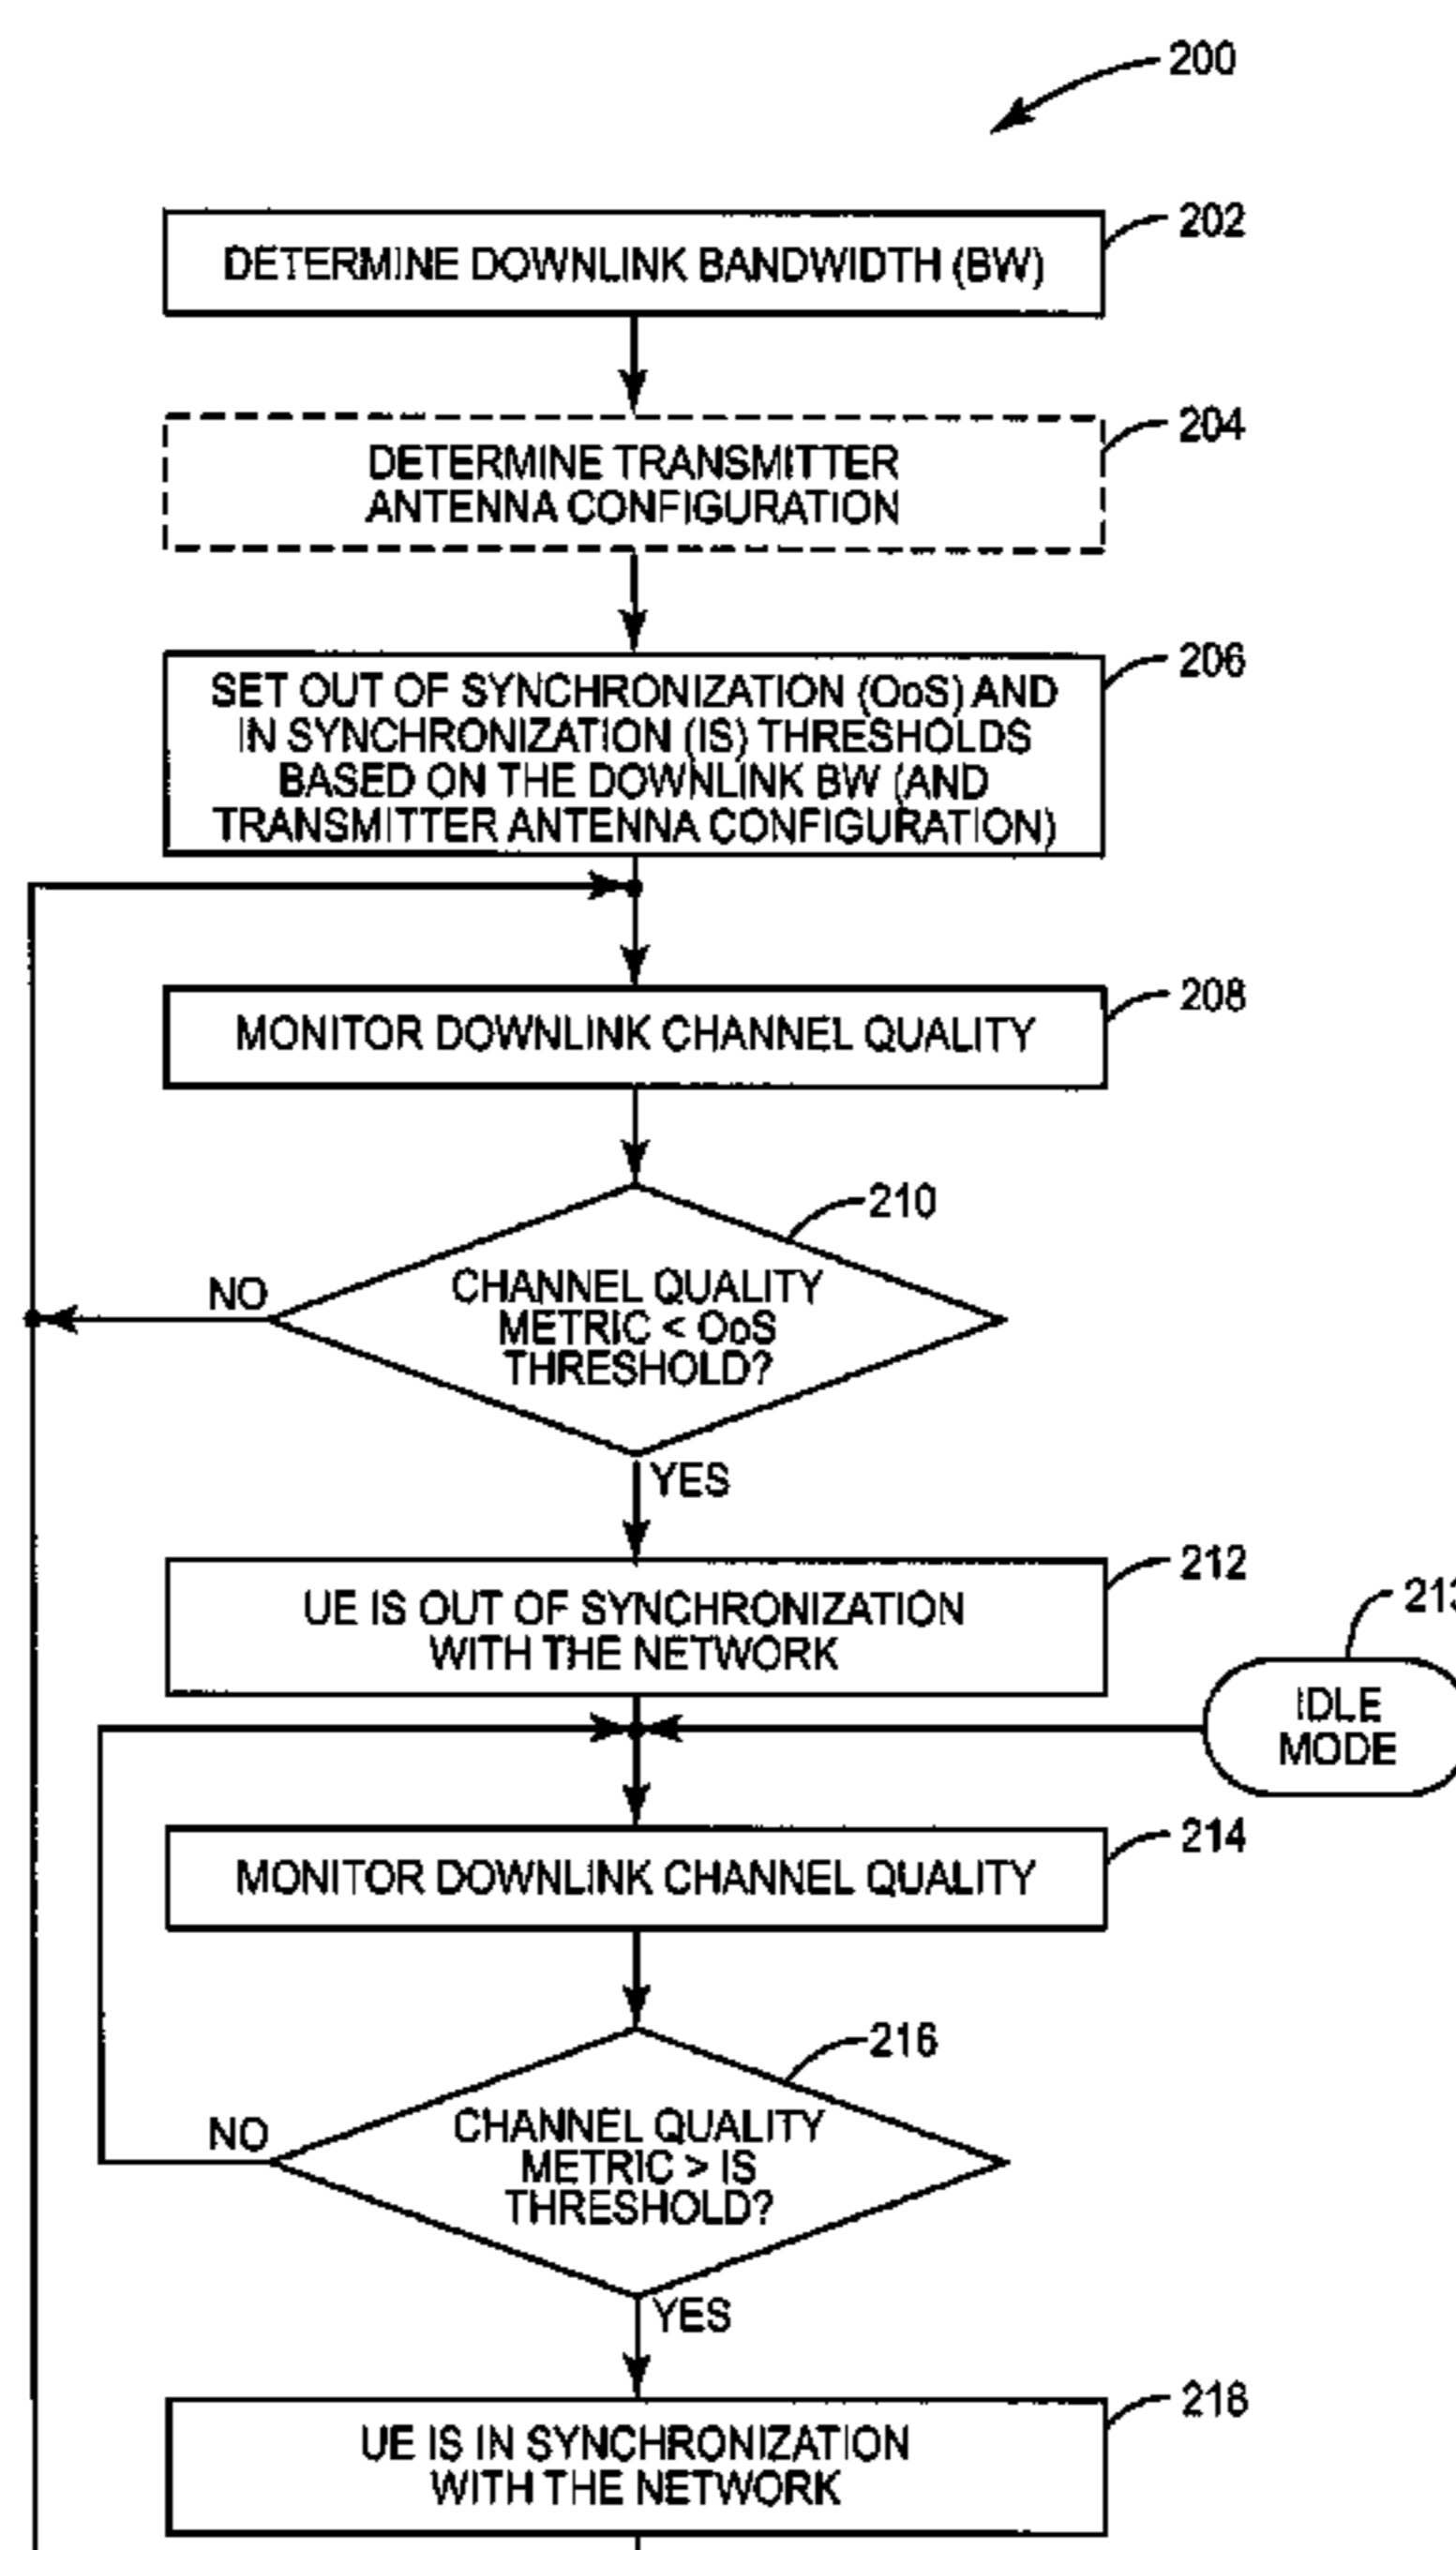 200
202
DETERMINE DOWNLINK BANDWIDTH (BW)
204
DETERMINE TRANSMITTER
ANTENNA CONFIGURATION
206
SET OUT OF SYNCHRONIZATION (OoS) AND
IN SYNCHRONIZATION (IS) THRESHOLDS
BASED ON THE DOWNLINK BW (AND
TRANSMITTER ANTENNA CONFIGURATION)
208
MONITOR DOWNLINK CHANNEL QUALITY
210
CHANNEL QUALITY
METRIC < OoS
THRESHOLD?
NO
YES
212
UE IS OUT OF SYNCHRONIZATION
WITH THE NETWORK
213
IDLE
MODE
214
MONITOR DOWNLINK CHANNEL QUALITY
216
CHANNEL QUALITY
METRIC > IS
THRESHOLD?
NO
YES
218
UE IS IN SYNCHRONIZATION
WITH THE NETWORK